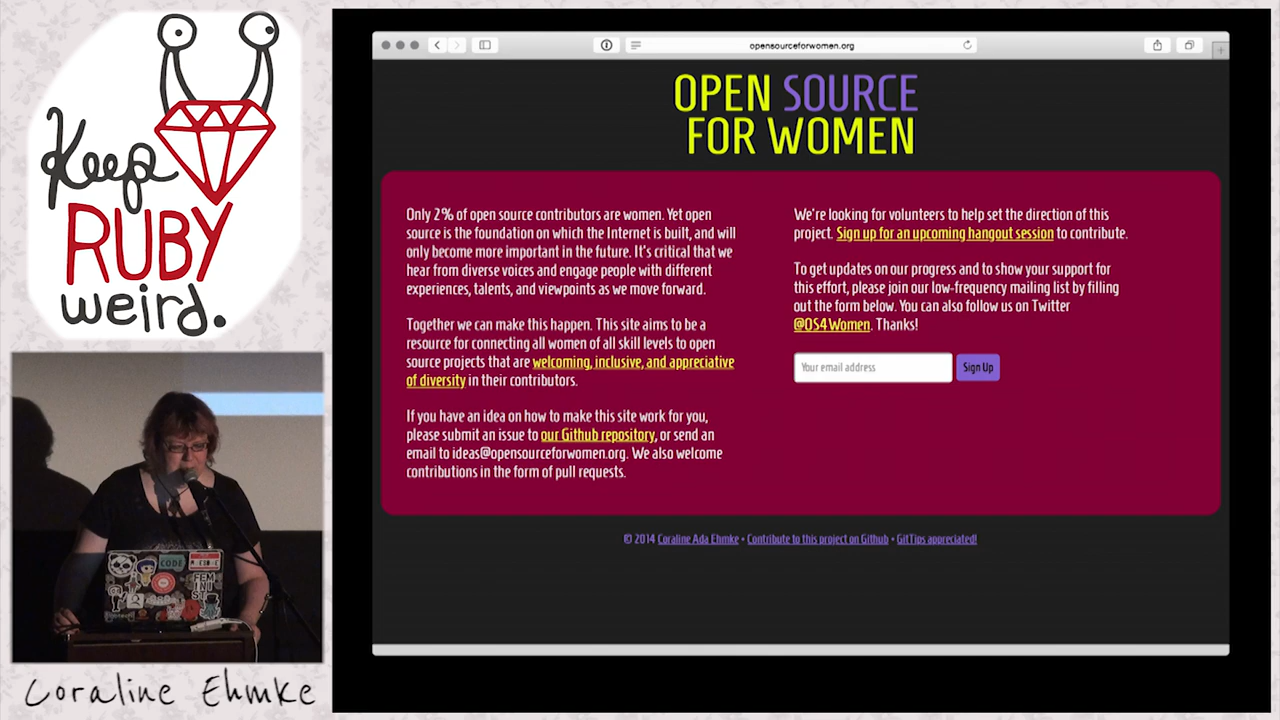 Keep
RUBY
weird.
Coraline Ehmke
opensourceforwomen.org
OPEN SOURCE
FOR WOMEN
Only 2% of open source contributors are women. Yet open
source is the foundation on which the Internet is built, and will
only become more important in the future. It's critical that we
hear from diverse voices and engage people with different
experiences, talents, and viewpoints as we move forward.
Together we can make this happen. This site aims to be a
resource for connecting all women of all skill levels to open
source projects that are welcoming, inclusive, and appreciative
of diversity in their contributors.
If you have an idea on how to make this site work for you,
please submit an issue to our Github repository, or send an
email to ideas@opensourceforwomen.org. We also welcome
contributions in the form of pull requests.
We're looking for volunteers to help set the direction of this
project. Sign up for an upcoming hangout session to contribute.
To get updates on our progress and to show your support for
this effort, please join our low-frequency mailing list by filling
out the form below. You can also follow us on Twitter
@OS4Women. Thanks!
Your email address
Sign Up
© 2014 Coraline Ada Ehmke • Contribute to this project on Github • GitTips appreciated!
CODE
FEM
INI
ST